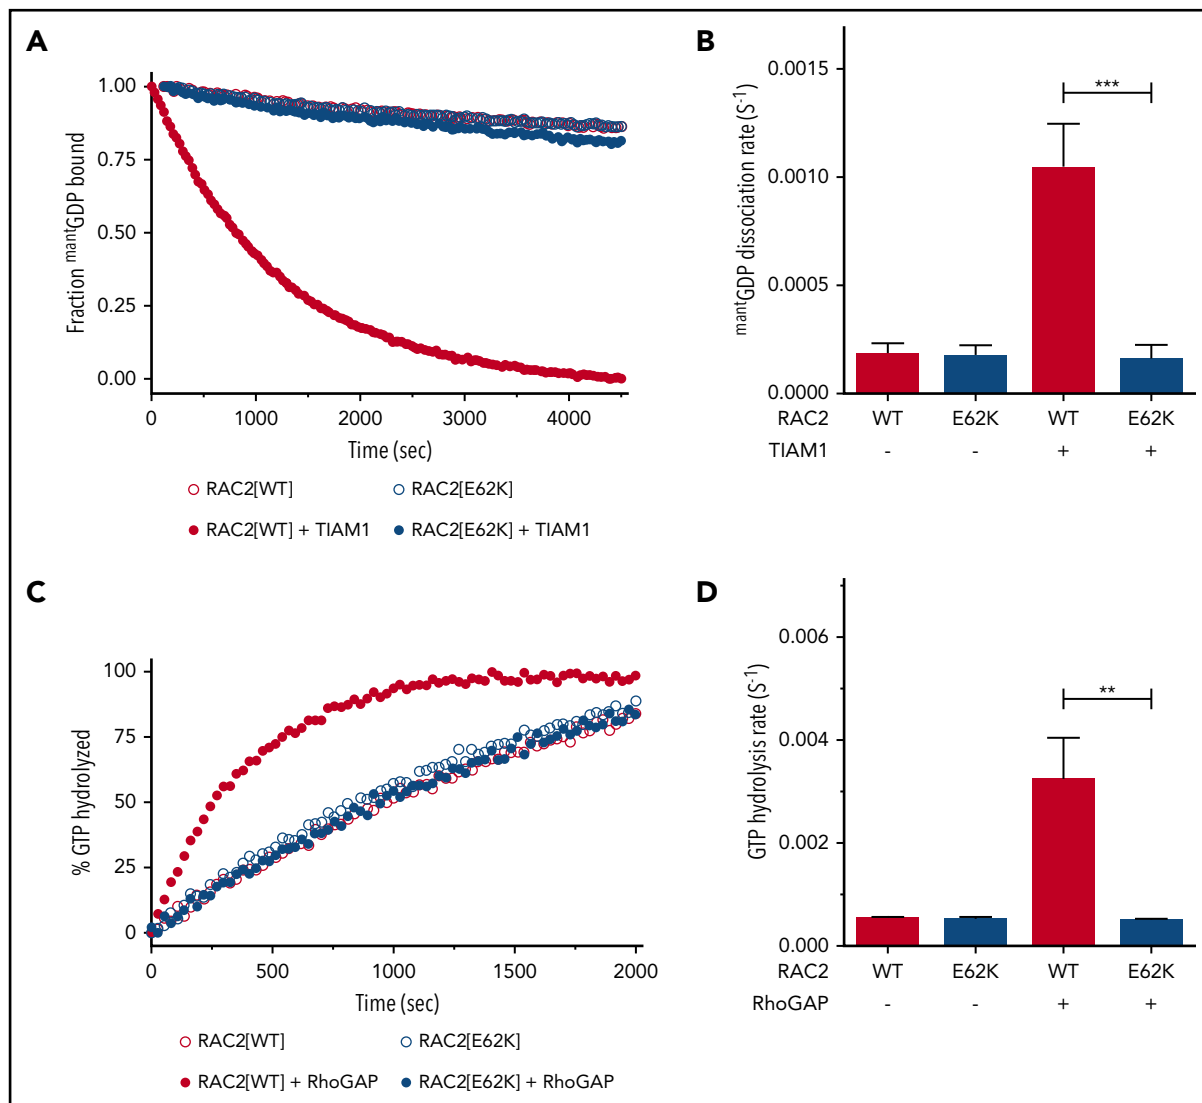 A
1.00
0.75
0.50
0.25
0.00
Fraction mantGDP bound
0 1000 2000 3000 4000
Time (sec)
RAC2[WT] RAC2[E62K]
RAC2[WT] + TIAM1 RAC2[E62K] + TIAM1
B
0.0015
0.0010
0.0005
0.0000
mantGDP dissociation rate (S-1)
***
RAC2 WT E62K WT E62K
TIAM1 - - + +
C
100
75
50
25
0
% GTP hydrolyzed
0 500 1000 1500 2000
Time (sec)
RAC2[WT] RAC2[E62K]
RAC2[WT] + RhoGAP RAC2[E62K] + RhoGAP
D
0.006
0.004
0.002
0.000
GTP hydrolysis rate (S-1)
**
RAC2 WT E62K WT E62K
RhoGAP - - + +